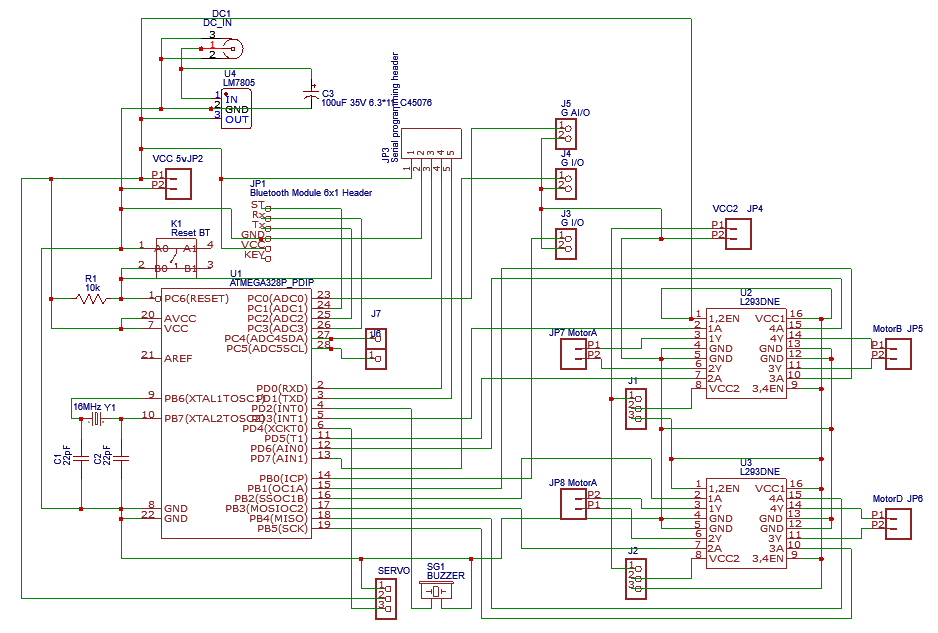 DC1
DC_IN
3
1
2
U4
LM7805
1 IN
2 GND
3 OUT
C3
100uF 35V 6.3*11 C45076
Serial programming header
JP3
1 2 3 4 5
1 2 3 4 5
J5
G AI/O
1
2
J4
G I/O
1
2
J3
G I/O
1
2
VCC 5vJP2
P1
P2
JP1
Bluetooth Module 6x1 Header
ST
Rx
Tx
GND
VCC
KEY
VCC2 JP4
P1
P2
K1
Reset BT
1 A0 A1 4
2 B0 B1 3
R1
10k
U1
ATMEGA328P_PDIP
1 PC6(RESET)
20 AVCC
7 VCC
21 AREF
9 PB6(XTAL1TOSC1)
10 PB7(XTAL2TOSC2)
8 GND
22 GND
PC0(ADC0) 23
PC1(ADC1) 24
PC2(ADC2) 25
PC3(ADC3) 26
PC4(ADC4SDA) 27
PC5(ADC5SCL) 28
PD0(RXD) 2
PD1(TXD) 3
PD2(INT0) 4
PD3(INT1) 5
PD4(XCKT0) 6
PD5(T1) 11
PD6(AIN0) 12
PD7(AIN1) 13
PB0(ICP) 14
PB1(OC1A) 15
PB2(SSOC1B) 16
PB3(MOSIOC2) 17
PB4(MISO) 18
PB5(SCK) 19
J7
J6
1
1
16MHz Y1
C1
22pF
C2
22pF
U2
L293DNE
1 1,2EN VCC1 16
2 1A 4A 15
3 1Y 4Y 14
4 GND GND 13
5 GND GND 12
6 2Y 3Y 11
7 2A 3A 10
8 VCC2 3,4EN 9
JP7 MotorA
P1
P2
MotorB JP5
P1
P2
J1
1
2
3
U3
L293DNE
1 1,2EN VCC1 16
2 1A 4A 15
3 1Y 4Y 14
4 GND GND 13
5 GND GND 12
6 2Y 3Y 11
7 2A 3A 10
8 VCC2 3,4EN 9
JP8 MotorA
P2
P1
MotorD JP6
P1
P2
J2
1
2
3
SERVO
1
2
3
SG1
BUZZER